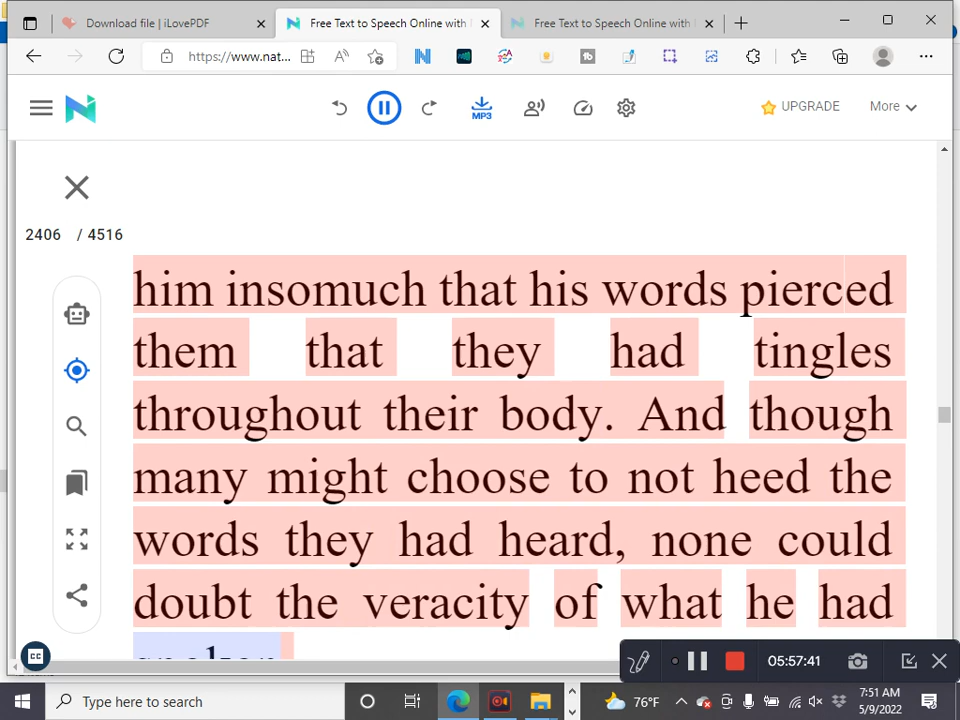 Download file | iLovePDF
Free Text to Speech Online with
Free Text to Speech Online with
https://www.nat...
UPGRADE
More
MP3
2406 / 4516
him insomuch that his words pierced
them that they had tingles
throughout their body. And though
many might choose to not heed the
words they had heard, none could
doubt the veracity of what he had
spoken
CC
05:57:41
Type here to search
76°F
7:51 AM
5/9/2022